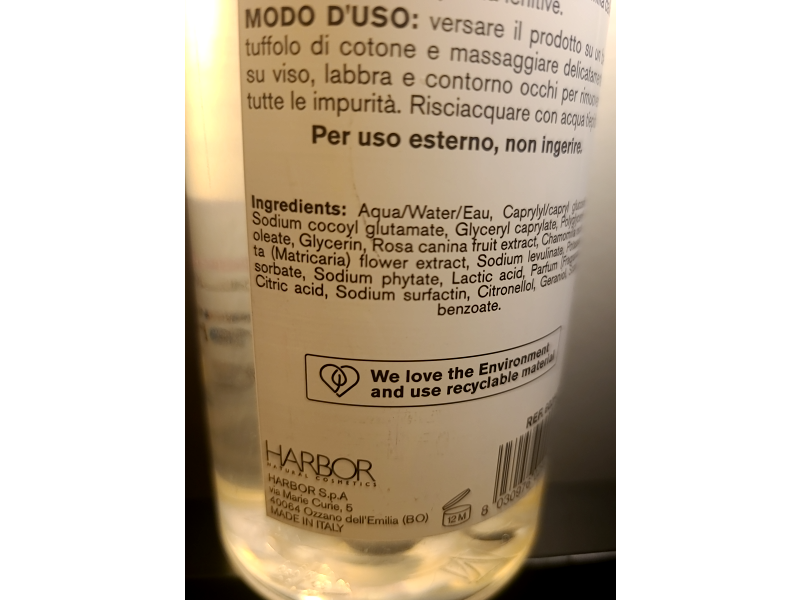 lenitive.
MODO D'USO: versare il prodotto su un
tuffolo di cotone e massaggiare
su viso, labbra e contorno occhi per
tutte le impurità. Risciacquare con acqua
Per uso esterno, non ingerire.
Ingredients: Aqua/Water/Eau, Caprylyl/capryl
Sodium cocoyl glutamate, Glyceryl caprylate,
oleate, Glycerin, Rosa canina fruit extract,
ta (Matricaria) flower extract, Sodium levulinate,
sorbate, Sodium phytate, Lactic acid, Parfum
Citric acid, Sodium surfactin, Citronellol,
benzoate.
We love the Environment
and use recyclable material
REF.
HARBOR
NATURAL COSMETICS
HARBOR S.p.A
via Marie Curie, 5
40064 Ozzano dell'Emilia (BO)
MADE IN ITALY
12 M